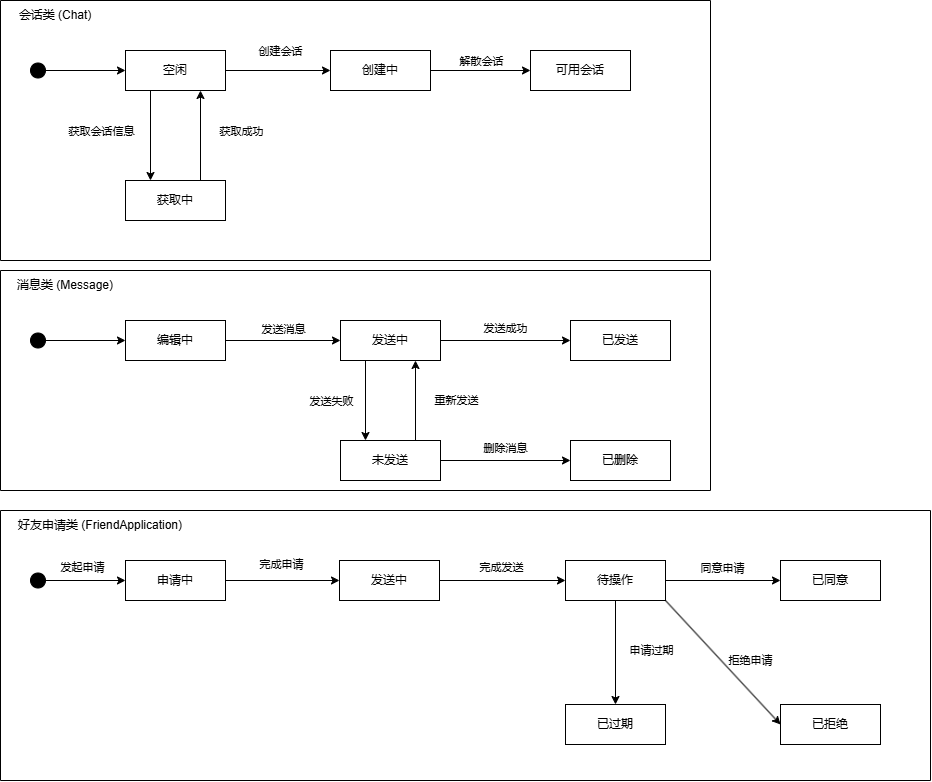 会话类 (Chat)
创建会话
解散会话
空闲
创建中
可用会话
获取会话信息
获取成功
获取中
消息类 (Message)
发送消息
发送成功
编辑中
发送中
已发送
发送失败
重新发送
删除消息
未发送
已删除
好友申请类 (FriendApplication)
发起申请
完成申请
完成发送
同意申请
申请中
发送中
待操作
已同意
申请过期
拒绝申请
已过期
已拒绝